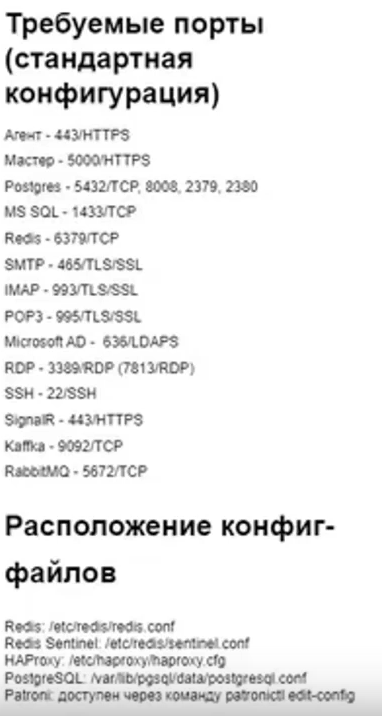 Требуемые порты
(стандартная
конфигурация)
Агент - 443/HTTPS
Мастер - 5000/HTTPS
Postgres - 5432/TCP, 8008, 2379, 2380
MS SQL - 1433/TCP
Redis - 6379/TCP
SMTP - 465/TLS/SSL
IMAP - 993/TLS/SSL
POP3 - 995/TLS/SSL
Microsoft AD - 636/LDAPS
RDP - 3389/RDP (7813/RDP)
SSH - 22/SSH
SignalR - 443/HTTPS
Kaffka - 9092/TCP
RabbitMQ - 5672/TCP
Расположение конфиг-
файлов
Redis: /etc/redis/redis.conf
Redis Sentinel: /etc/redis/sentinel.conf
HAProxy: /etc/haproxy/haproxy.cfg
PostgreSQL: /var/lib/pgsql/data/postgresql.conf
Patroni: доступен через команду patronictl edit-config